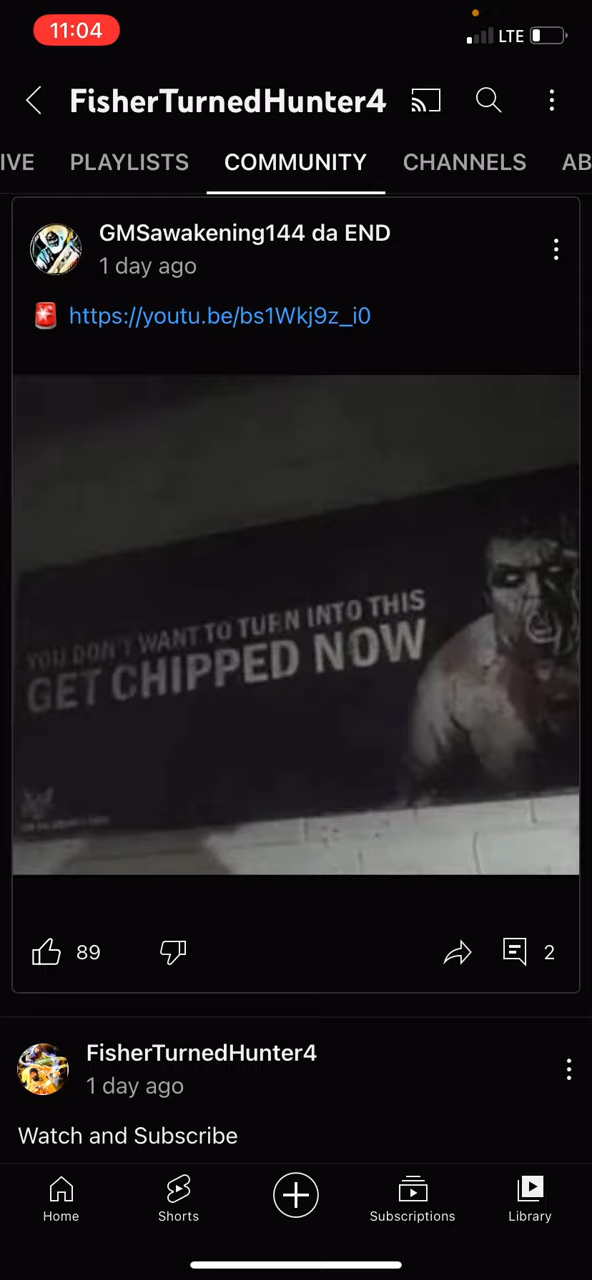 11:04
LTE
FisherTurnedHunter4
IVE PLAYLISTS COMMUNITY CHANNELS AB
GMSawakening144 da END
1 day ago
https://youtu.be/bs1Wkj9z_i0
YOU DON'T WANT TO TURN INTO THIS
GET CHIPPED NOW
89
2
FisherTurnedHunter4
1 day ago
Watch and Subscribe
Home Shorts Subscriptions Library